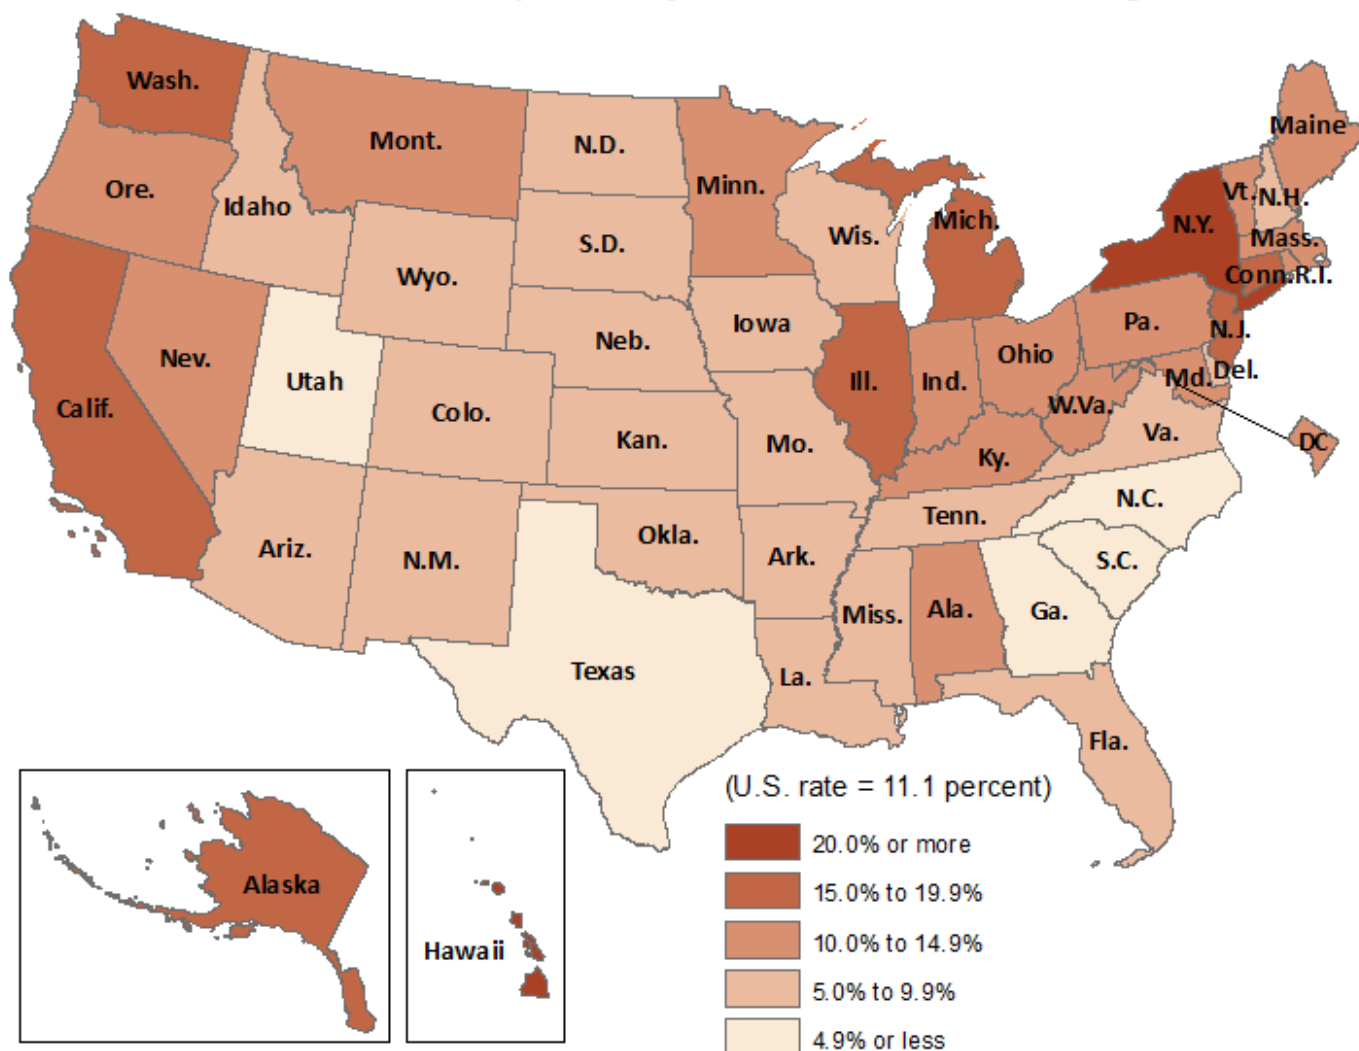 Wash.
Mont.
N.D.
Minn.
Maine
Ore.
Idaho
S.D.
Wis.
Mich.
Vt.
N.H.
N.Y.
Mass.
Wyo.
Conn.
R.I.
Iowa
Neb.
Pa.
N.J.
Nev.
Utah
Ohio
Ill.
Ind.
Md.
Del.
Calif.
Colo.
Kan.
Mo.
W.Va.
Va.
DC
Ky.
N.C.
Ariz.
N.M.
Okla.
Ark.
Tenn.
S.C.
Texas
La.
Miss.
Ala.
Ga.
Fla.
Alaska
Hawaii
(U.S. rate = 11.1 percent)
20.0% or more
15.0% to 19.9%
10.0% to 14.9%
5.0% to 9.9%
4.9% or less